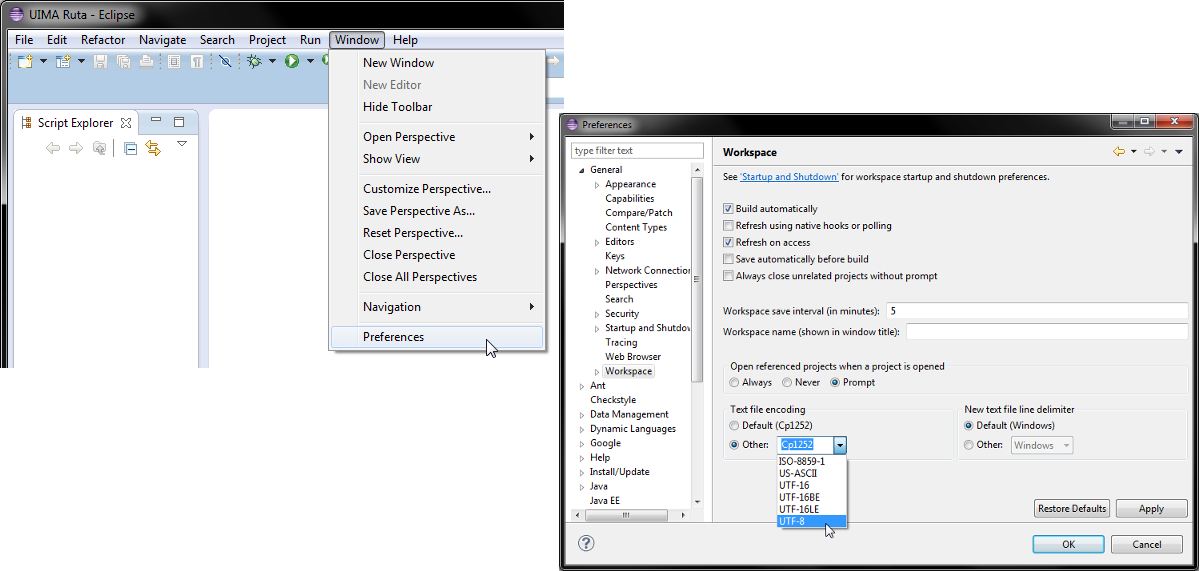 UIMA Ruta - Eclipse
File Edit Refactor Navigate Search Project Run Window Help
New Window
New Editor
Hide Toolbar
Script Explorer
Open Perspective
Show View
Customize Perspective...
Save Perspective As...
Reset Perspective...
Close Perspective
Close All Perspectives
Navigation
Preferences
Preferences
type filter text
General
Appearance
Capabilities
Compare/Patch
Content Types
Editors
Keys
Network Connection
Perspectives
Search
Security
Startup and Shutdov
Tracing
Web Browser
Workspace
Ant
Checkstyle
Data Management
Dynamic Languages
Google
Help
Install/Update
Java
Java EE
Workspace
See 'Startup and Shutdown' for workspace startup and shutdown preferences.
Build automatically
Refresh using native hooks or polling
Refresh on access
Save automatically before build
Always close unrelated projects without prompt
Workspace save interval (in minutes): 5
Workspace name (shown in window title):
Open referenced projects when a project is opened
Always Never Prompt
Text file encoding
Default (Cp1252)
Other: Cp1252
ISO-8859-1
US-ASCII
UTF-16
UTF-16BE
UTF-16LE
UTF-8
New text file line delimiter
Default (Windows)
Other: Windows
Restore Defaults Apply
OK Cancel